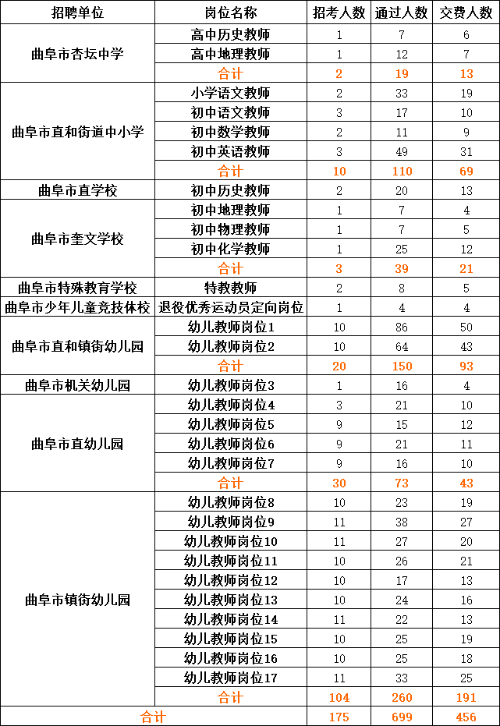 招聘单位 岗位名称 招考人数 通过人数 交费人数
曲阜市杏坛中学 高中历史教师 1 7 6
高中地理教师 1 12 7
合计 2 19 13
曲阜市直和街道中小学 小学语文教师 2 33 19
初中语文教师 3 17 10
初中数学教师 2 11 9
初中英语教师 3 49 31
合计 10 110 69
曲阜市直学校 初中历史教师 2 20 13
曲阜市奎文学校 初中地理教师 1 7 4
初中物理教师 1 7 5
初中化学教师 1 25 12
合计 3 39 21
曲阜市特殊教育学校 特教教师 2 8 5
曲阜市少年儿童竞技体校 退役优秀运动员定向岗位 1 4 4
曲阜市直和镇街幼儿园 幼儿教师岗位1 10 86 50
幼儿教师岗位2 10 64 43
合计 20 150 93
曲阜市机关幼儿园 幼儿教师岗位3 1 16 4
曲阜市直幼儿园 幼儿教师岗位4 3 21 10
幼儿教师岗位5 9 15 12
幼儿教师岗位6 9 21 11
幼儿教师岗位7 9 16 10
合计 30 73 43
曲阜市镇街幼儿园 幼儿教师岗位8 10 23 19
幼儿教师岗位9 11 38 27
幼儿教师岗位10 11 27 20
幼儿教师岗位11 10 26 21
幼儿教师岗位12 10 17 13
幼儿教师岗位13 10 24 16
幼儿教师岗位14 11 22 13
幼儿教师岗位15 10 25 19
幼儿教师岗位16 10 25 18
幼儿教师岗位17 11 33 25
合计 104 260 191
合计 175 699 456